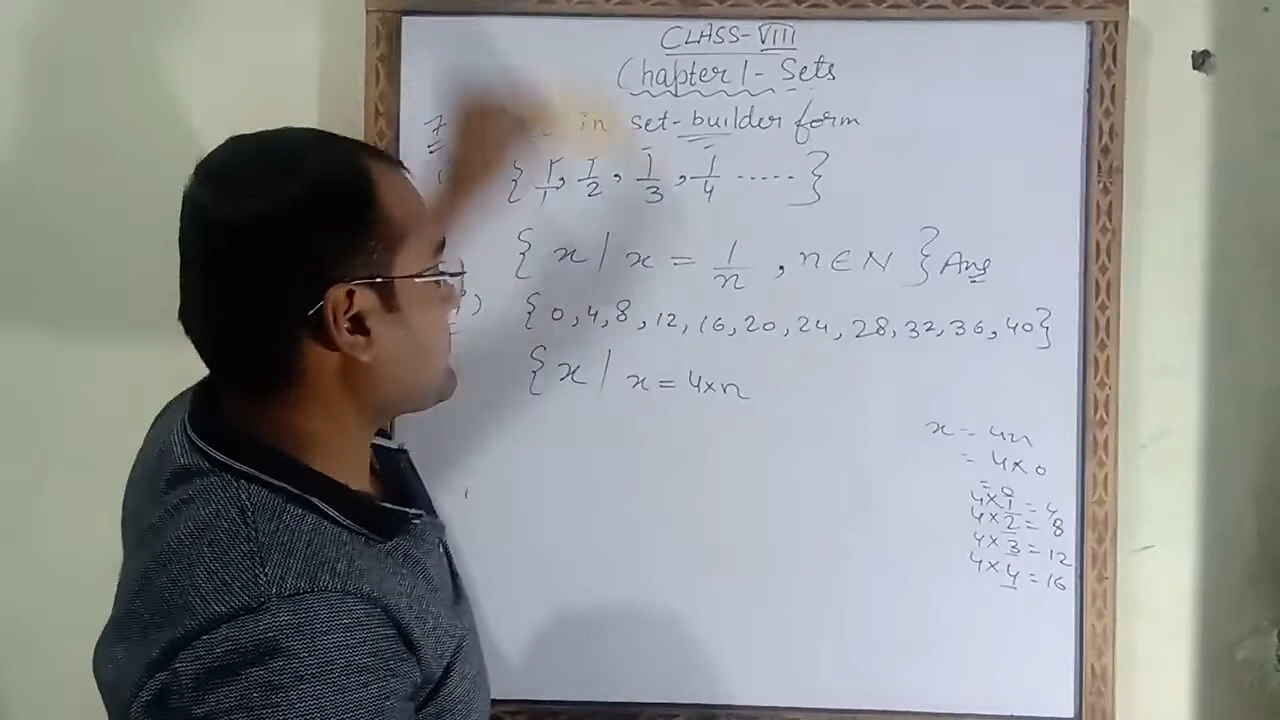 CLASS-VIII
Chapter 1 - Sets
7 in set-builder form
{ 1/1, 1/2, 1/3, 1/4 ..... }
{ x / x = 1/n , n ∈ N } Ans
) { 0, 4, 8, 12, 16, 20, 24, 28, 32, 36, 40}
{ x / x = 4×n
x = 4n
= 4×0
= 0
4×1 = 4
4×2 = 8
4×3 = 12
4×4 = 16